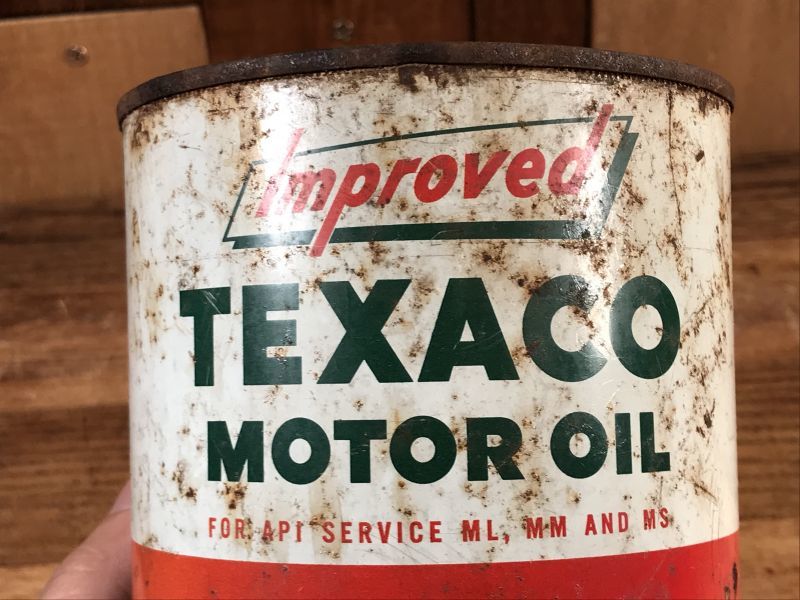 Improved
TEXACO
MOTOR OIL
FOR API SERVICE ML, MM AND MS